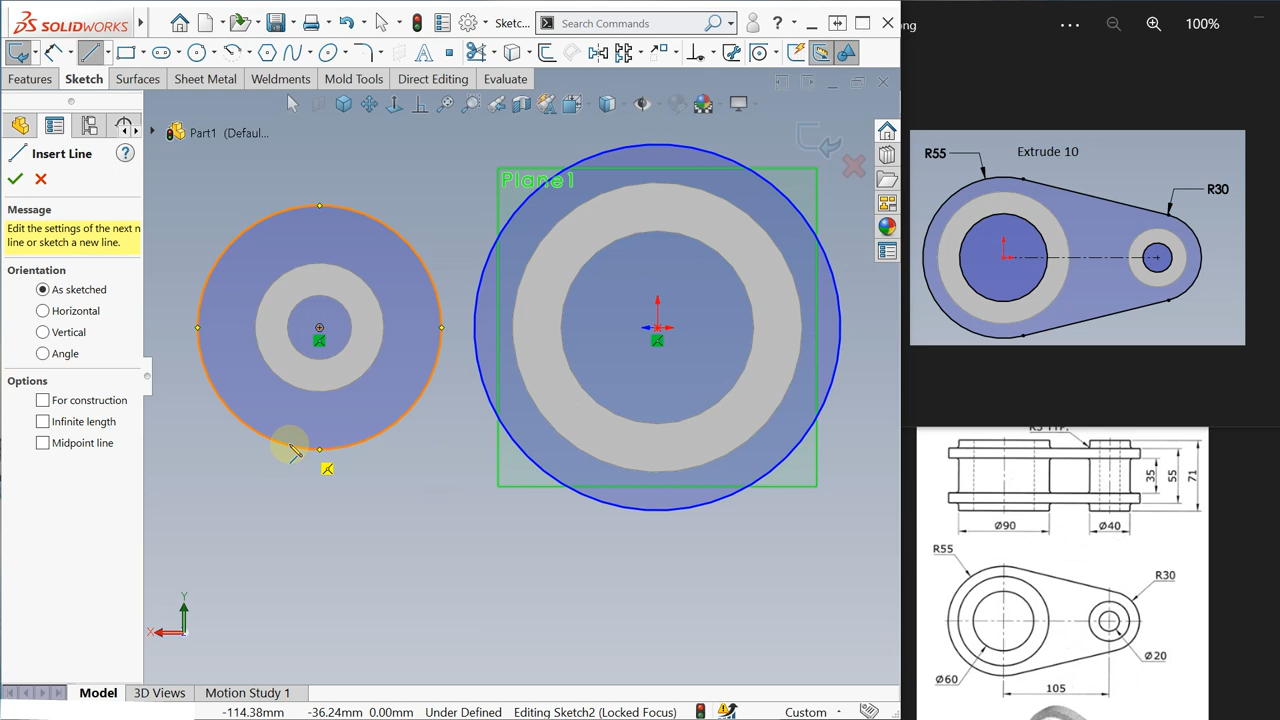 SOLIDWORKS
Sketc...
Search Commands
?
100%
ong
Features
Sketch
Surfaces
Sheet Metal
Weldments
Mold Tools
Direct Editing
Evaluate
Part1 (Defaul...
Insert Line
Message
Edit the settings of the next n
line or sketch a new line.
Orientation
As sketched
Horizontal
Vertical
Angle
Options
For construction
Infinite length
Midpoint line
Plane1
Y
X
R55
Extrude 10
R30
R5 TYP.
35
55
71
Ø90
Ø40
R55
R30
Ø60
Ø20
105
Model
3D Views
Motion Study 1
-114.38mm
-36.24mm
0.00mm
Under Defined
Editing Sketch2 (Locked Focus)
Custom